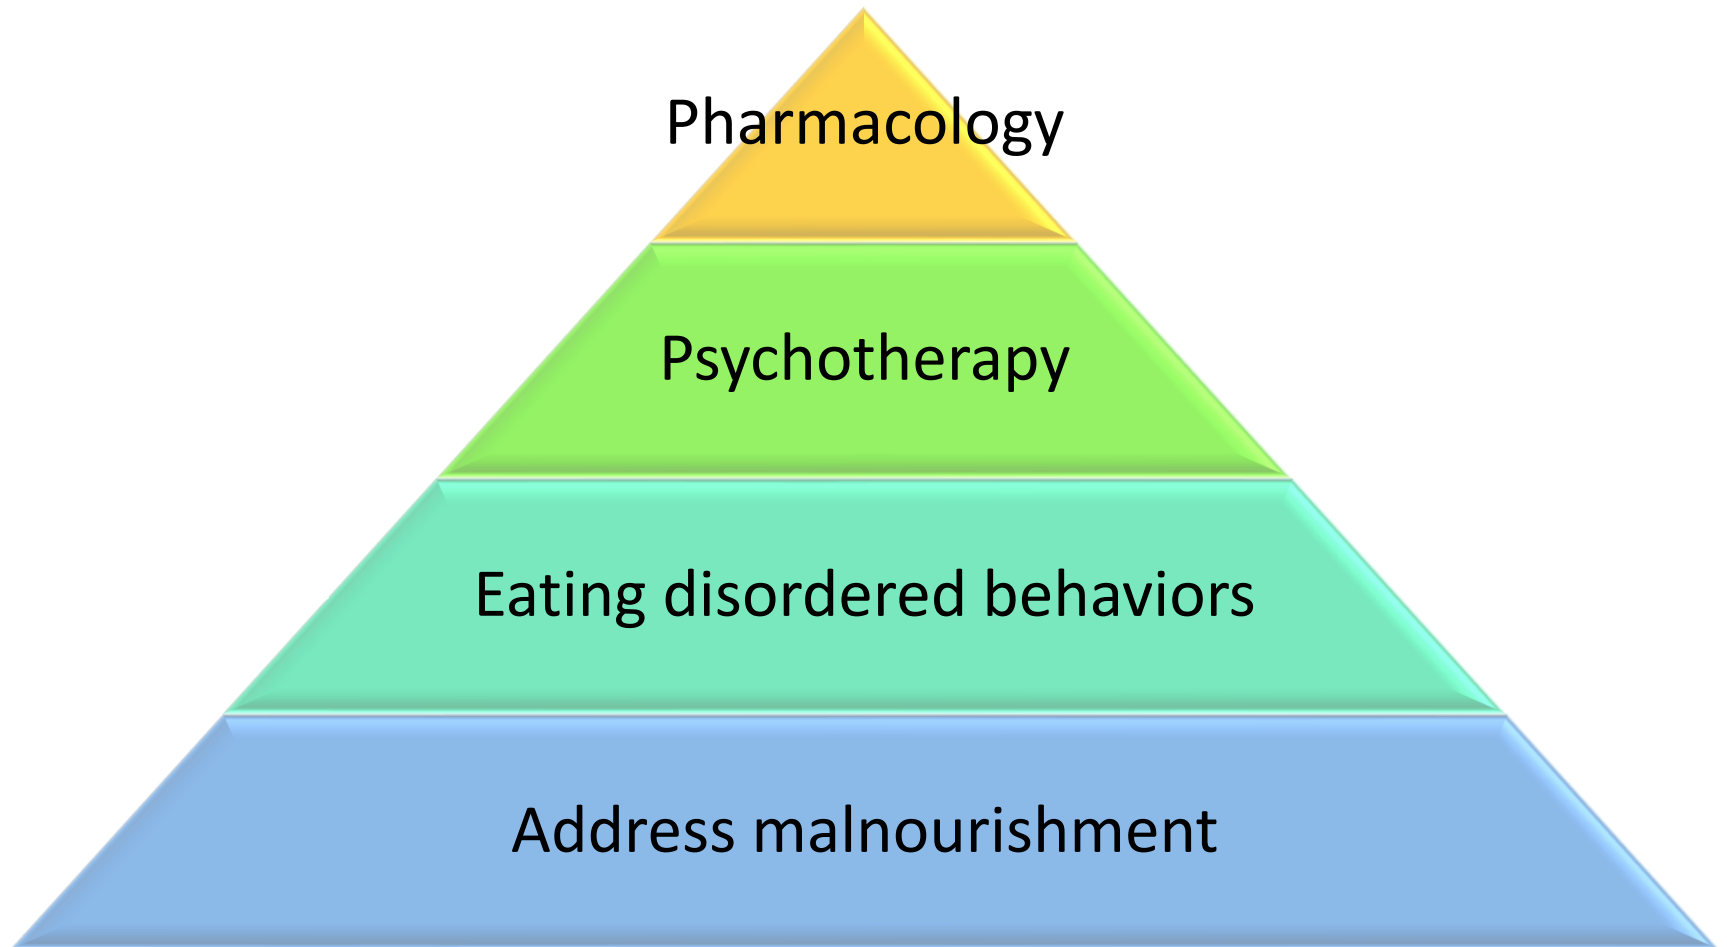 Pharmacology
Psychotherapy
Eating disordered behaviors
Address malnourishment